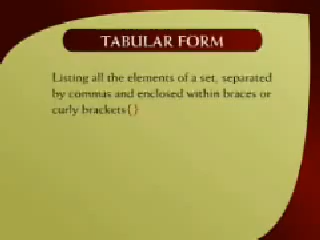 TABULAR FORM
Listing all the elements of a set, separated
by commas and enclosed within braces or
curly brackets{}